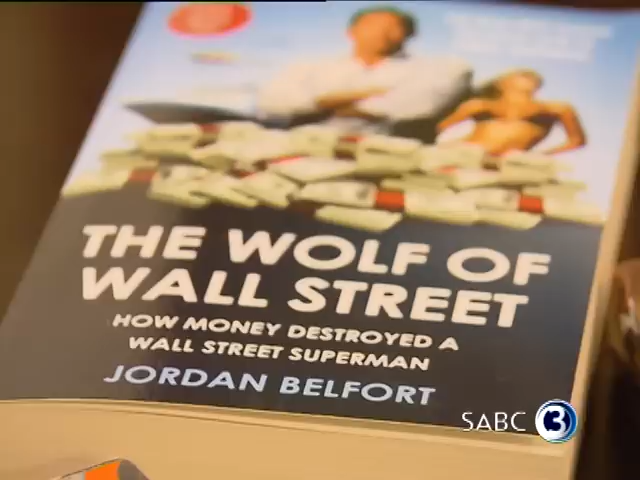 THE WOLF OF
WALL STREET
HOW MONEY DESTROYED A
WALL STREET SUPERMAN
JORDAN BELFORT
SABC 3